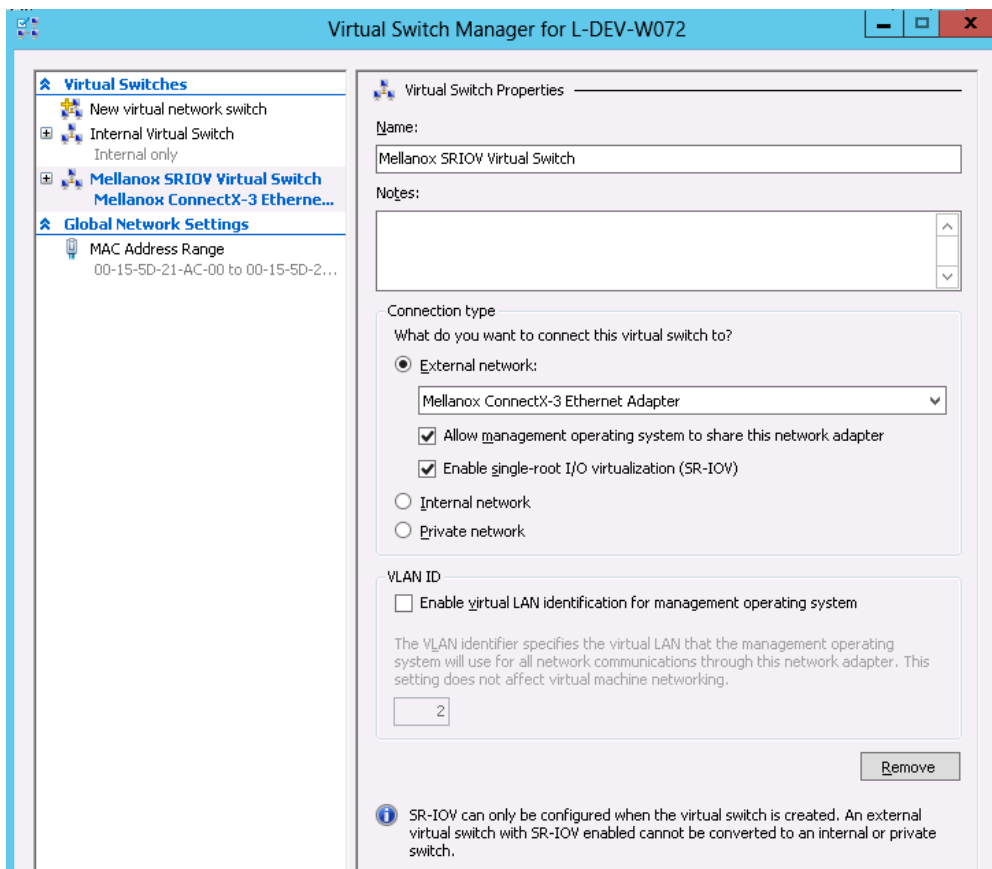 Virtual Switch Manager for L-DEV-W072
Virtual Switches
New virtual network switch
Internal Virtual Switch
Internal only
Mellanox SRIOV Virtual Switch
Mellanox ConnectX-3 Etherne...
Global Network Settings
MAC Address Range
00-15-5D-21-AC-00 to 00-15-5D-2...
Virtual Switch Properties
Name:
Mellanox SRIOV Virtual Switch
Notes:
Connection type
What do you want to connect this virtual switch to?
External network:
Mellanox ConnectX-3 Ethernet Adapter
Allow management operating system to share this network adapter
Enable single-root I/O virtualization (SR-IOV)
Internal network
Private network
VLAN ID
Enable virtual LAN identification for management operating system
The VLAN identifier specifies the virtual LAN that the management operating
system will use for all network communications through this network adapter. This
setting does not affect virtual machine networking.
2
Remove
SR-IOV can only be configured when the virtual switch is created. An external
virtual switch with SR-IOV enabled cannot be converted to an internal or private
switch.